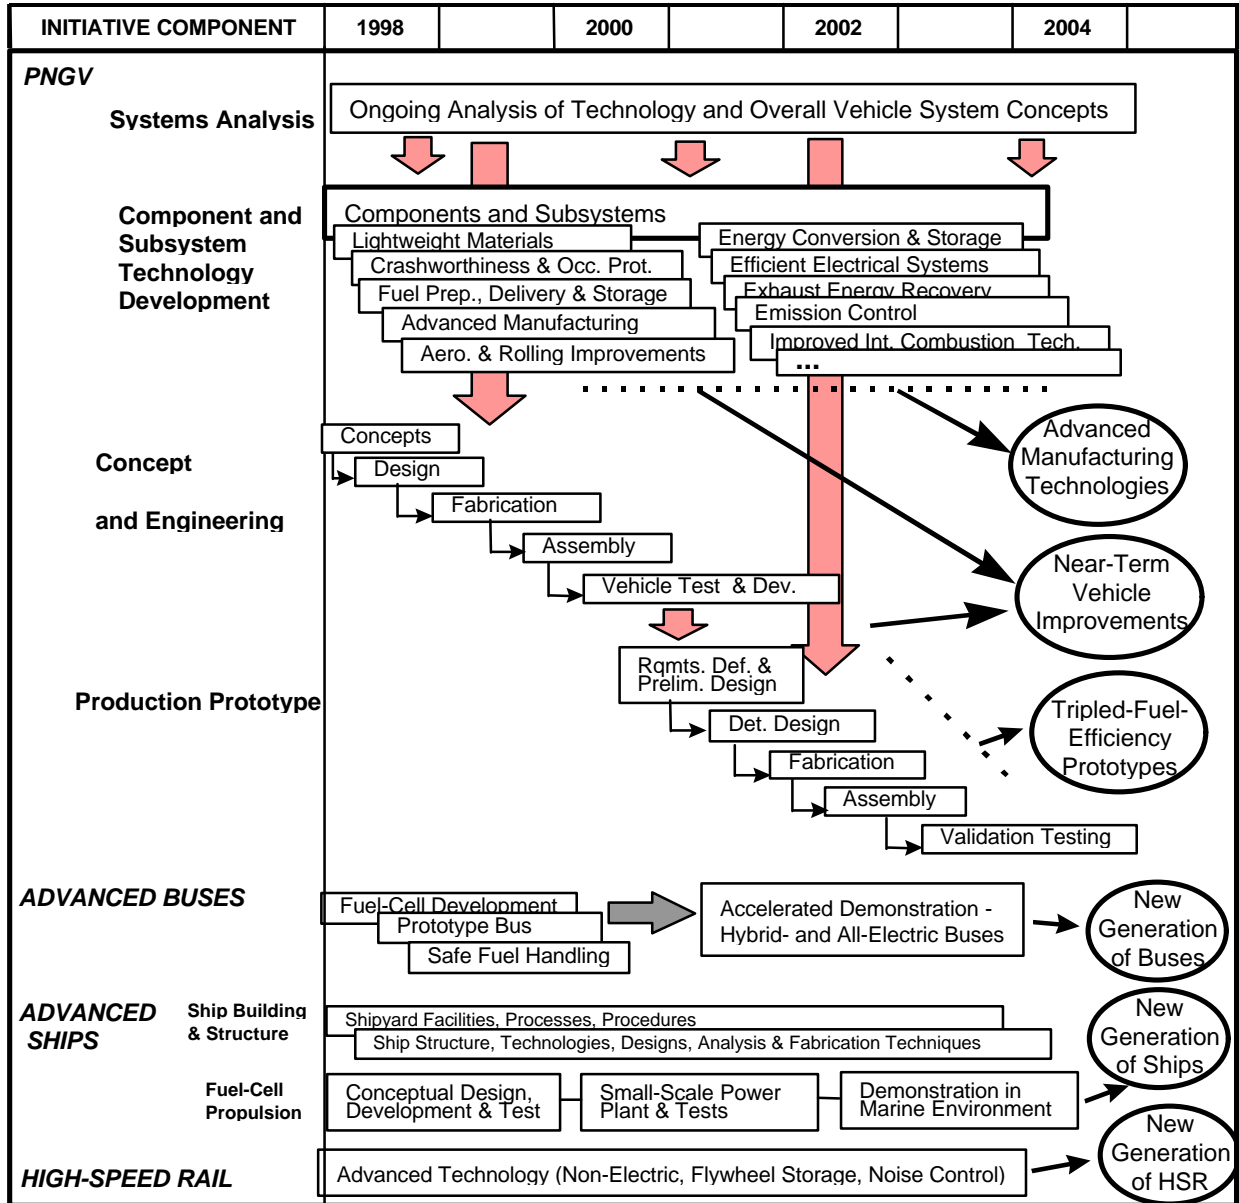 INITIATIVE COMPONENT 1998 2000 2002 2004
PNGV
Systems Analysis
Ongoing Analysis of Technology and Overall Vehicle System Concepts
Component and
Subsystem
Technology
Development
Components and Subsystems
Lightweight Materials
Crashworthiness & Occ. Prot.
Fuel Prep., Delivery & Storage
Advanced Manufacturing
Aero. & Rolling Improvements
Energy Conversion & Storage
Efficient Electrical Systems
Exhaust Energy Recovery
Emission Control
Improved Int. Combustion Tech.
...
Concept
and Engineering
Concepts
Design
Fabrication
Assembly
Vehicle Test & Dev.
Advanced
Manufacturing
Technologies
Near-Term
Vehicle
Improvements
Production Prototype
Rqmts. Def. &
Prelim. Design
Det. Design
Fabrication
Assembly
Validation Testing
Tripled-Fuel-
Efficiency
Prototypes
ADVANCED BUSES
Fuel-Cell Development
Prototype Bus
Safe Fuel Handling
Accelerated Demonstration -
Hybrid- and All-Electric Buses
New
Generation
of Buses
ADVANCED
SHIPS
Ship Building
& Structure
Shipyard Facilities, Processes, Procedures
Ship Structure, Technologies, Designs, Analysis & Fabrication Techniques
New
Generation
of Ships
Fuel-Cell
Propulsion
Conceptual Design,
Development & Test
Small-Scale Power
Plant & Tests
Demonstration in
Marine Environment
HIGH-SPEED RAIL
Advanced Technology (Non-Electric, Flywheel Storage, Noise Control)
New
Generation
of HSR